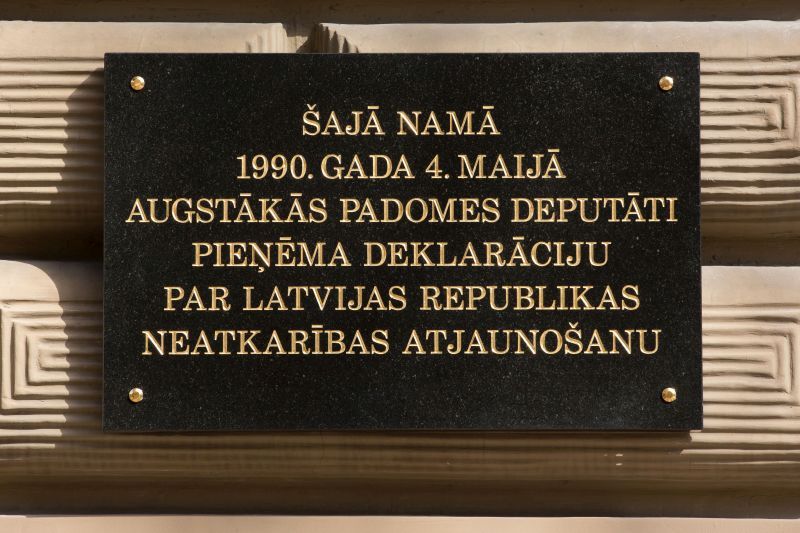 ŠAJĀ NAMĀ
1990. GADA 4. MAIJĀ
AUGSTĀKĀS PADOMES DEPUTĀTI
PIEŅĒMA DEKLARĀCIJU
PAR LATVIJAS REPUBLIKAS
NEATKARĪBAS ATJAUNOŠANU